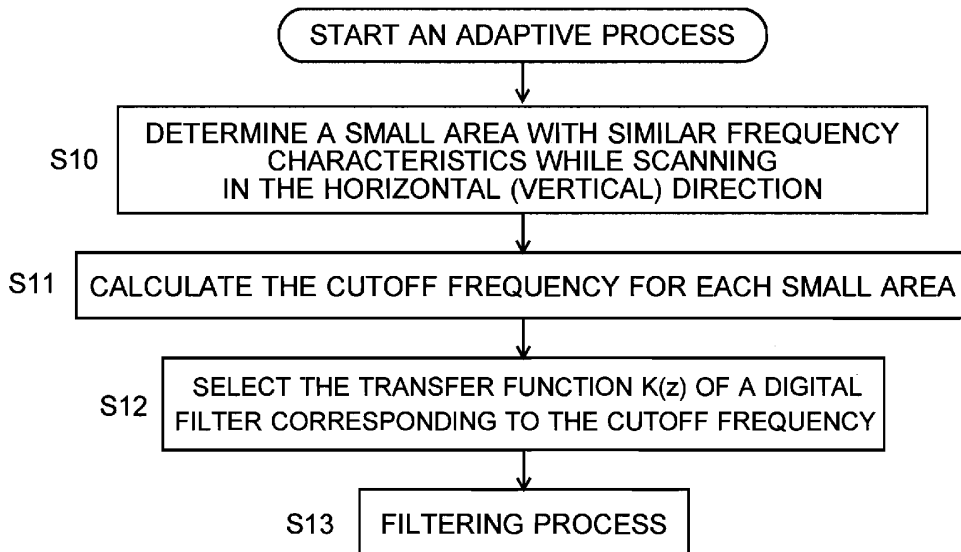 START AN ADAPTIVE PROCESS
S10
DETERMINE A SMALL AREA WITH SIMILAR FREQUENCY
CHARACTERISTICS WHILE SCANNING
IN THE HORIZONTAL (VERTICAL) DIRECTION
S11
CALCULATE THE CUTOFF FREQUENCY FOR EACH SMALL AREA
S12
SELECT THE TRANSFER FUNCTION K(z) OF A DIGITAL
FILTER CORRESPONDING TO THE CUTOFF FREQUENCY
S13
FILTERING PROCESS